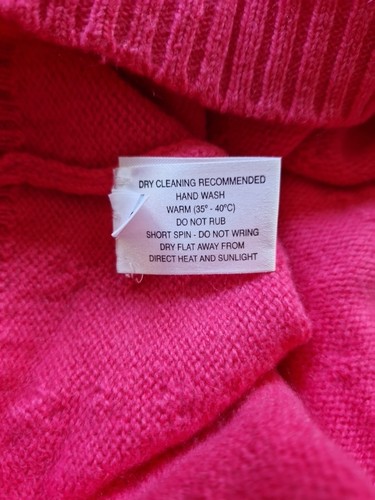 DRY CLEANING RECOMMENDED
HAND WASH
WARM (35° - 40°C)
DO NOT RUB
SHORT SPIN - DO NOT WRING
DRY FLAT AWAY FROM
DIRECT HEAT AND SUNLIGHT